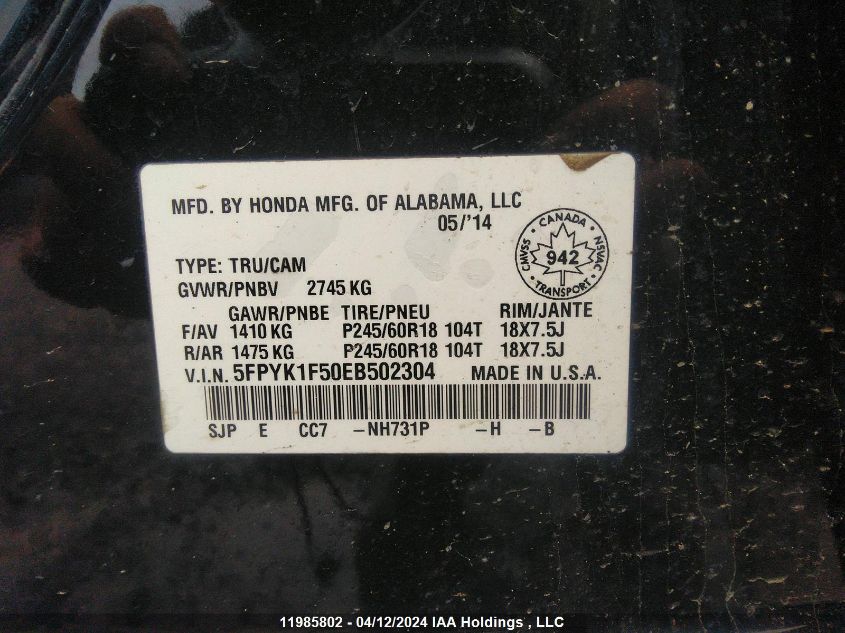 MFD. BY HONDA MFG. OF ALABAMA, LLC
05/'14
TYPE: TRU/CAM
GVWR/PNBV 2745 KG
CANADA
CMVSS 942 NSVAC
TRANSPORT
GAWR/PNBE TIRE/PNEU RIM/JANTE
F/AV 1410 KG P245/60R18 104T 18X7.5J
R/AR 1475 KG P245/60R18 104T 18X7.5J
V.I.N. 5FPYK1F50EB502304 MADE IN U.S.A.
SJP E CC7 -NH731P -H -B
11985802 - 04/12/2024 IAA Holdings , LLC